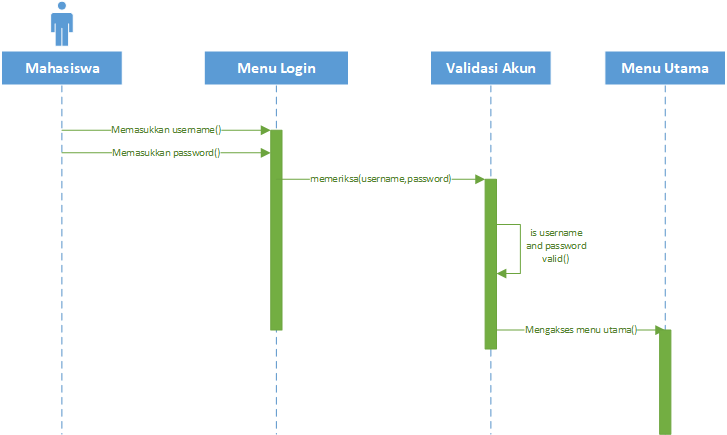 Mahasiswa
Menu Login
Validasi Akun
Menu Utama
Memasukkan username()
Memasukkan password()
memeriksa(username,password)
is username
and password
valid()
Mengakses menu utama()